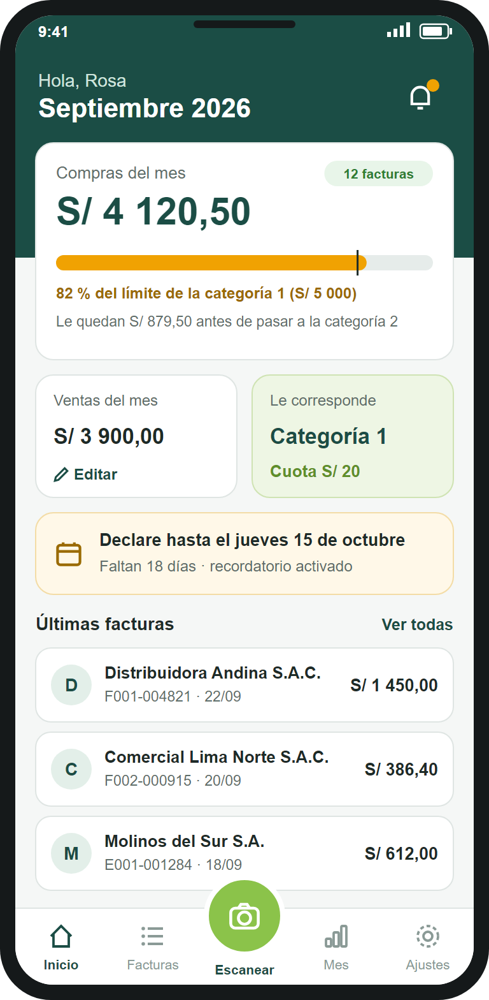 9:41
Hola, Rosa
Septiembre 2026
Compras del mes
12 facturas
S/ 4 120,50
82 % del límite de la categoría 1 (S/ 5 000)
Le quedan S/ 879,50 antes de pasar a la categoría 2
Ventas del mes
S/ 3 900,00
Editar
Le corresponde
Categoría 1
Cuota S/ 20
Declare hasta el jueves 15 de octubre
Faltan 18 días · recordatorio activado
Últimas facturas
Ver todas
D
Distribuidora Andina S.A.C.
F001-004821 · 22/09
S/ 1 450,00
C
Comercial Lima Norte S.A.C.
F002-000915 · 20/09
S/ 386,40
M
Molinos del Sur S.A.
E001-001284 · 18/09
S/ 612,00
Inicio
Facturas
Escanear
Mes
Ajustes